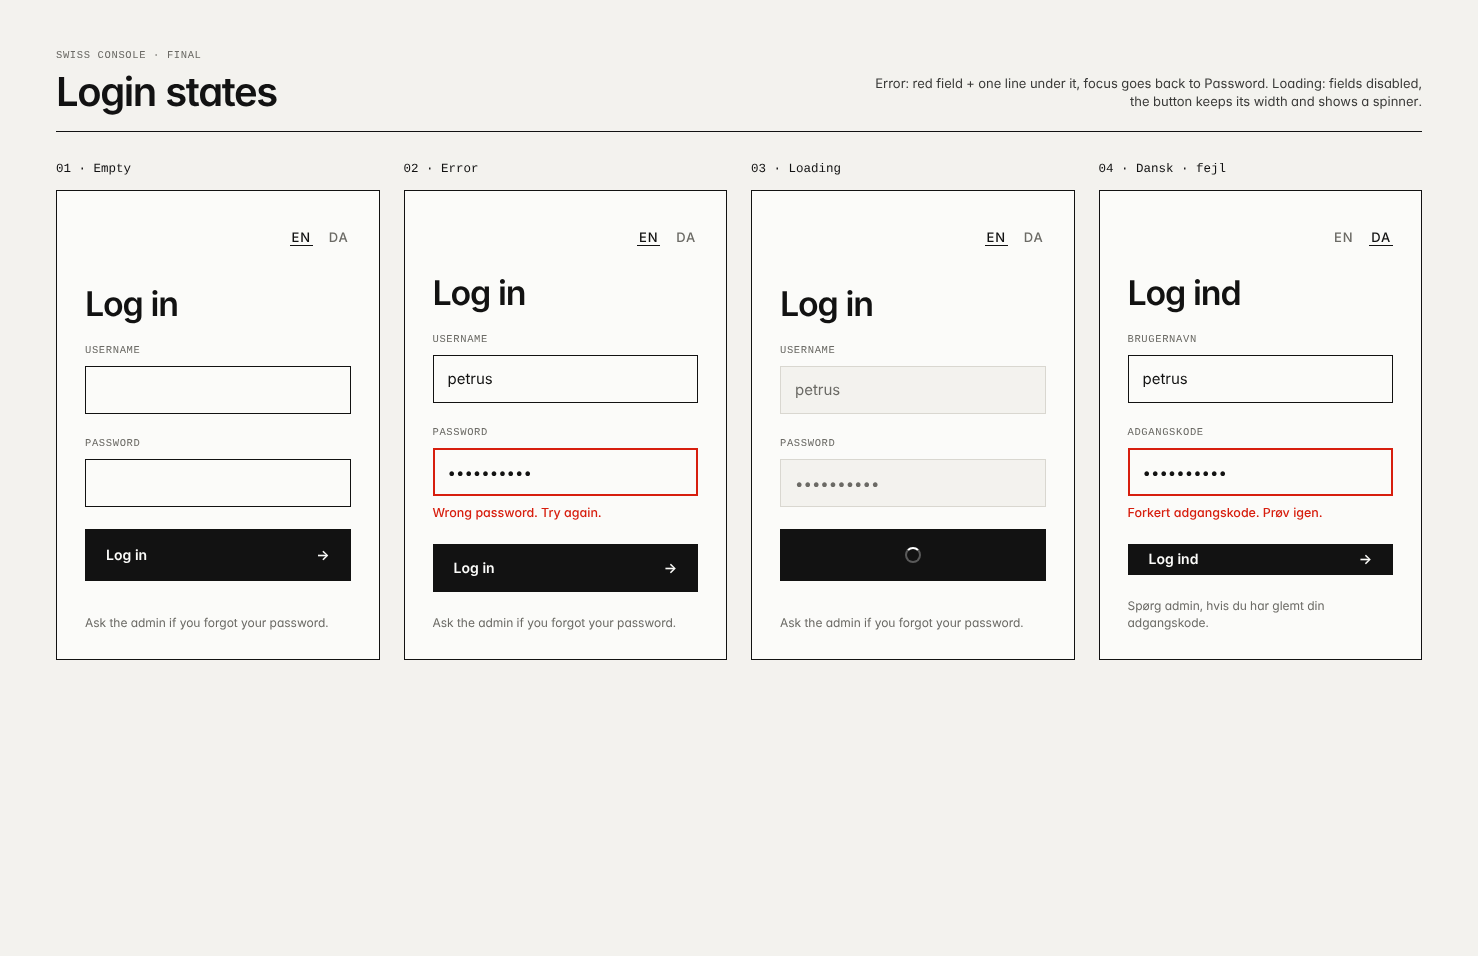 SWISS CONSOLE · FINAL
Login states
Error: red field + one line under it, focus goes back to Password. Loading: fields disabled,
the button keeps its width and shows a spinner.
01 · Empty
EN DA
Log in
USERNAME
PASSWORD
Log in →
Ask the admin if you forgot your password.
02 · Error
EN DA
Log in
USERNAME
petrus
PASSWORD
••••••••••
Wrong password. Try again.
Log in →
Ask the admin if you forgot your password.
03 · Loading
EN DA
Log in
USERNAME
petrus
PASSWORD
••••••••••
Ask the admin if you forgot your password.
04 · Dansk · fejl
EN DA
Log ind
BRUGERNAVN
petrus
ADGANGSKODE
••••••••••
Forkert adgangskode. Prøv igen.
Log ind →
Spørg admin, hvis du har glemt din
adgangskode.